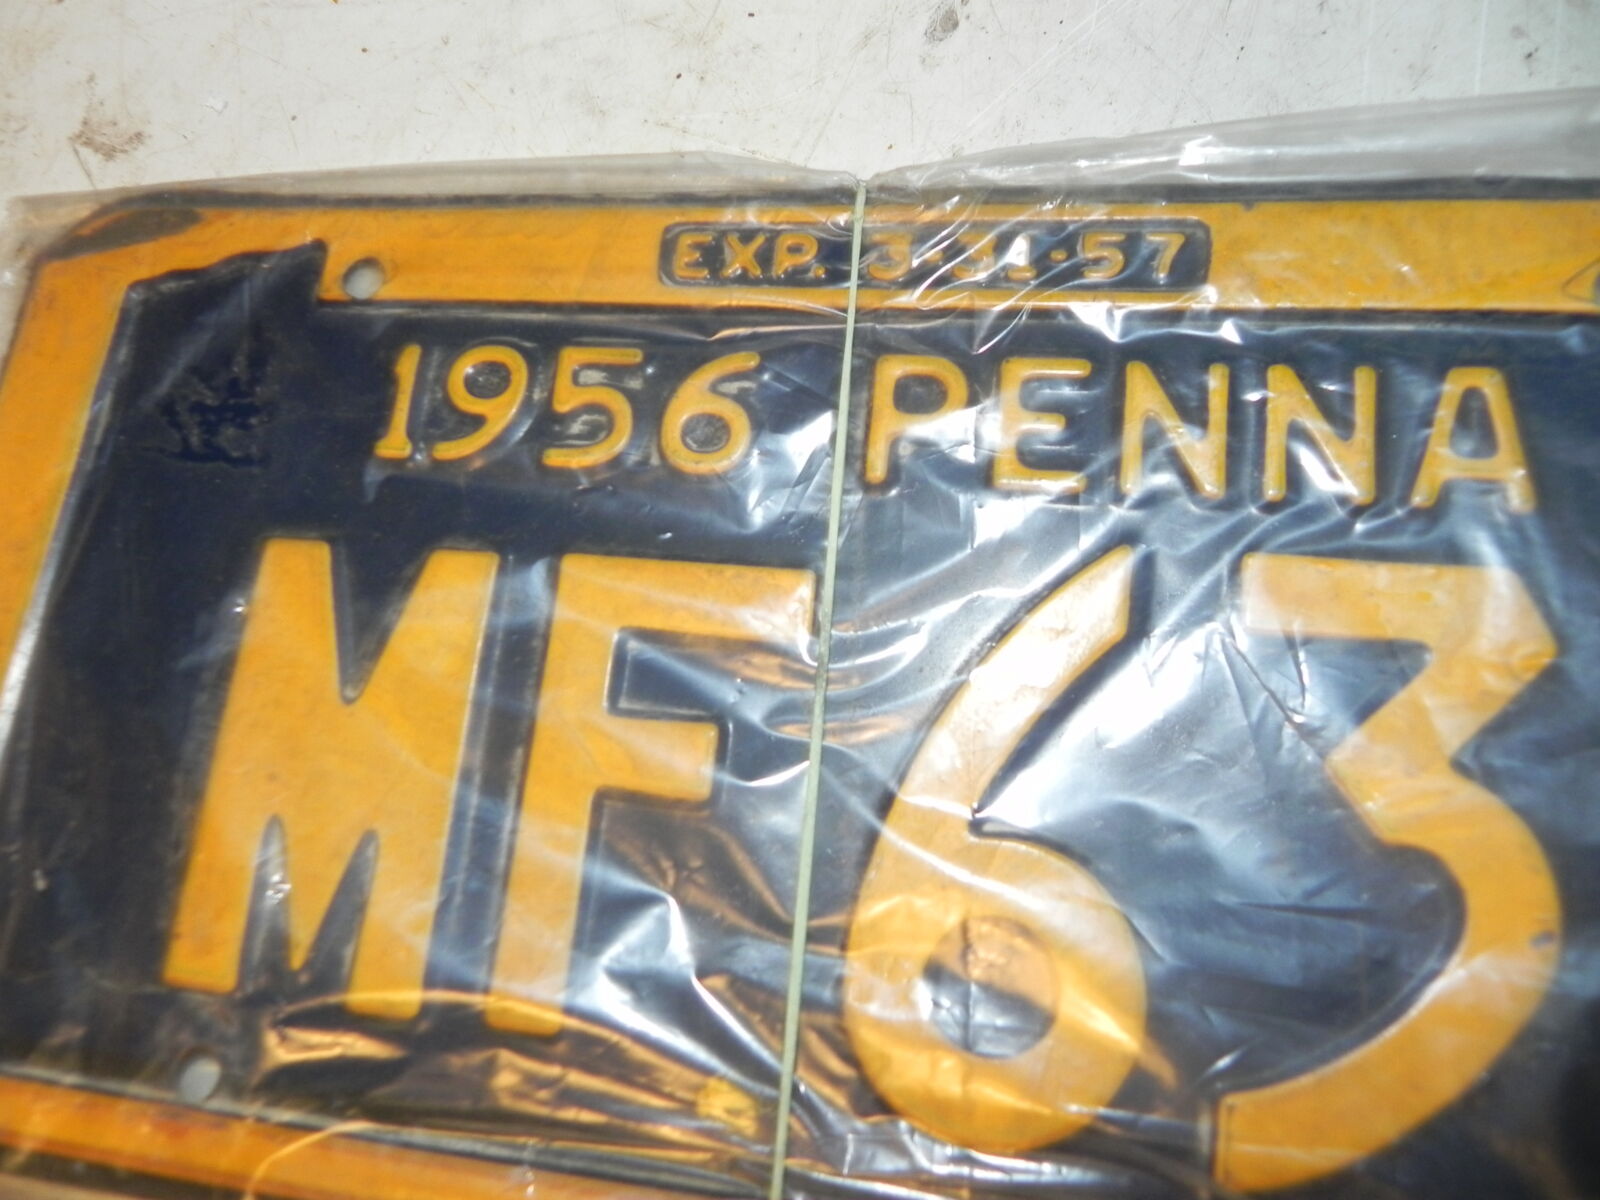 EXP. 3-31-57
1956 PENNA
MF63